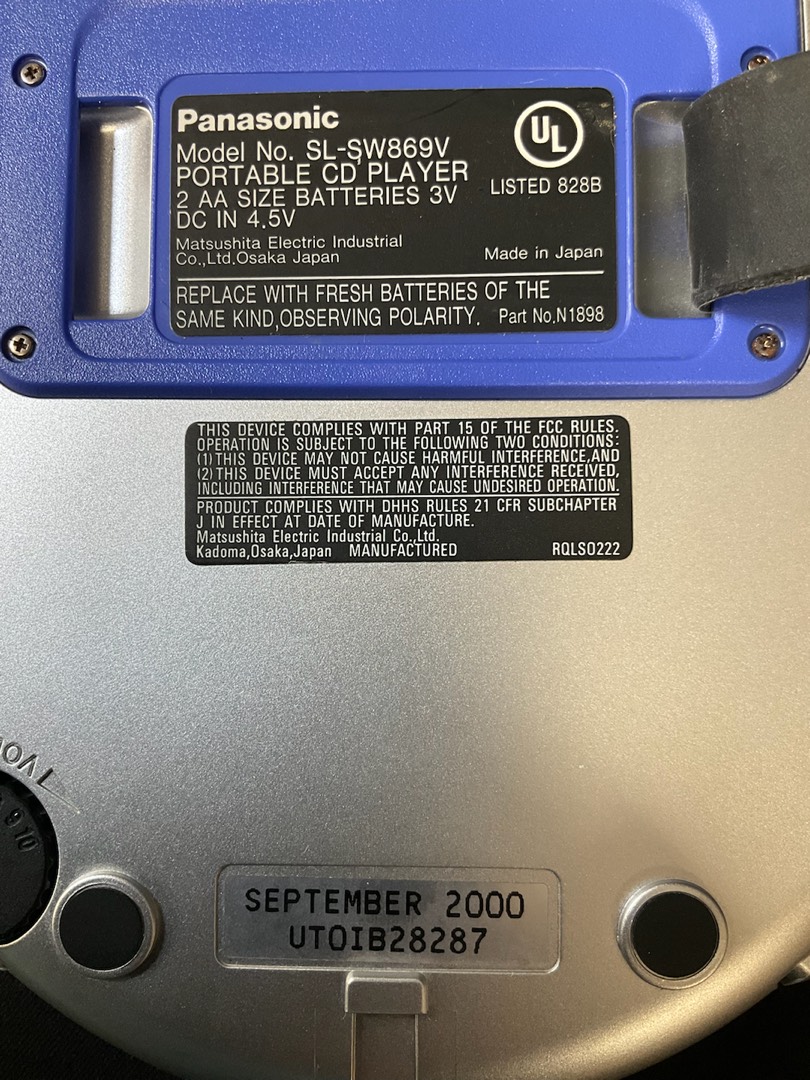 Panasonic
Model No. SL-SW869V
PORTABLE CD PLAYER
2 AA SIZE BATTERIES 3V
DC IN 4.5V
UL
LISTED 828B
Matsushita Electric Industrial
Co.,Ltd.Osaka Japan
Made in Japan
REPLACE WITH FRESH BATTERIES OF THE
SAME KIND,OBSERVING POLARITY. Part No.N1898
THIS DEVICE COMPLIES WITH PART 15 OF THE FCC RULES.
OPERATION IS SUBJECT TO THE FOLLOWING TWO CONDITIONS:
(1) THIS DEVICE MAY NOT CAUSE HARMFUL INTERFERENCE,AND
(2) THIS DEVICE MUST ACCEPT ANY INTERFERENCE RECEIVED,
INCLUDING INTERFERENCE THAT MAY CAUSE UNDESIRED OPERATION.
PRODUCT COMPLIES WITH DHHS RULES 21 CFR SUBCHAPTER
J IN EFFECT AT DATE OF MANUFACTURE.
Matsushita Electric Industrial Co.,Ltd.
Kadoma,Osaka,Japan MANUFACTURED RQLS0222
9 10
SEPTEMBER 2000
UT0IB28287